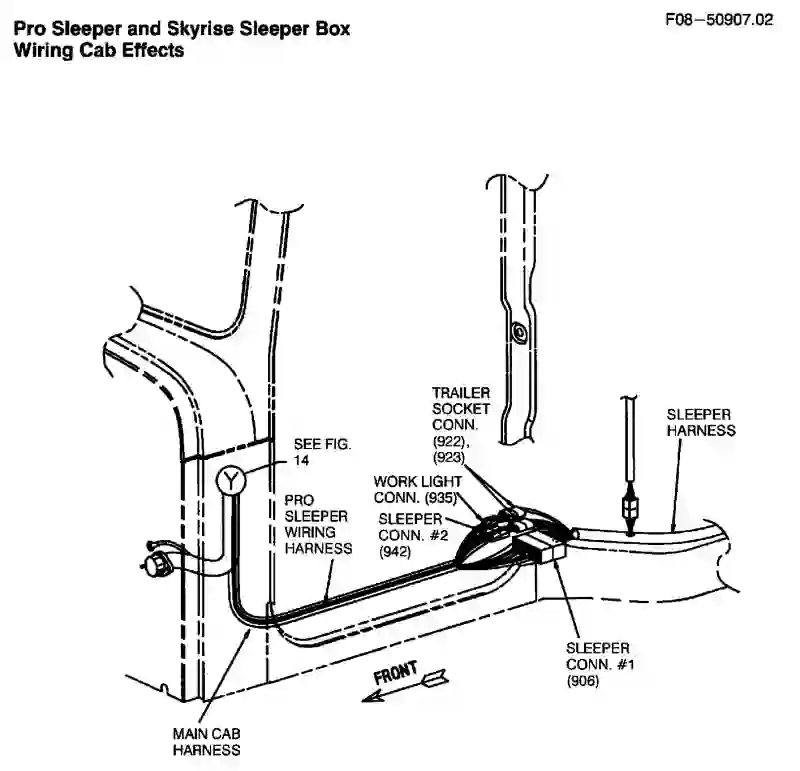 Pro Sleeper and Skyrise Sleeper Box
Wiring Cab Effects
F08-50907.02
TRAILER
SOCKET
CONN.
(922),
(923)
SLEEPER
HARNESS
SEE FIG.
14
Y
WORK LIGHT
CONN. (935)
PRO
SLEEPER
WIRING
HARNESS
SLEEPER
CONN. #2
(942)
SLEEPER
CONN. #1
(906)
FRONT
MAIN CAB
HARNESS